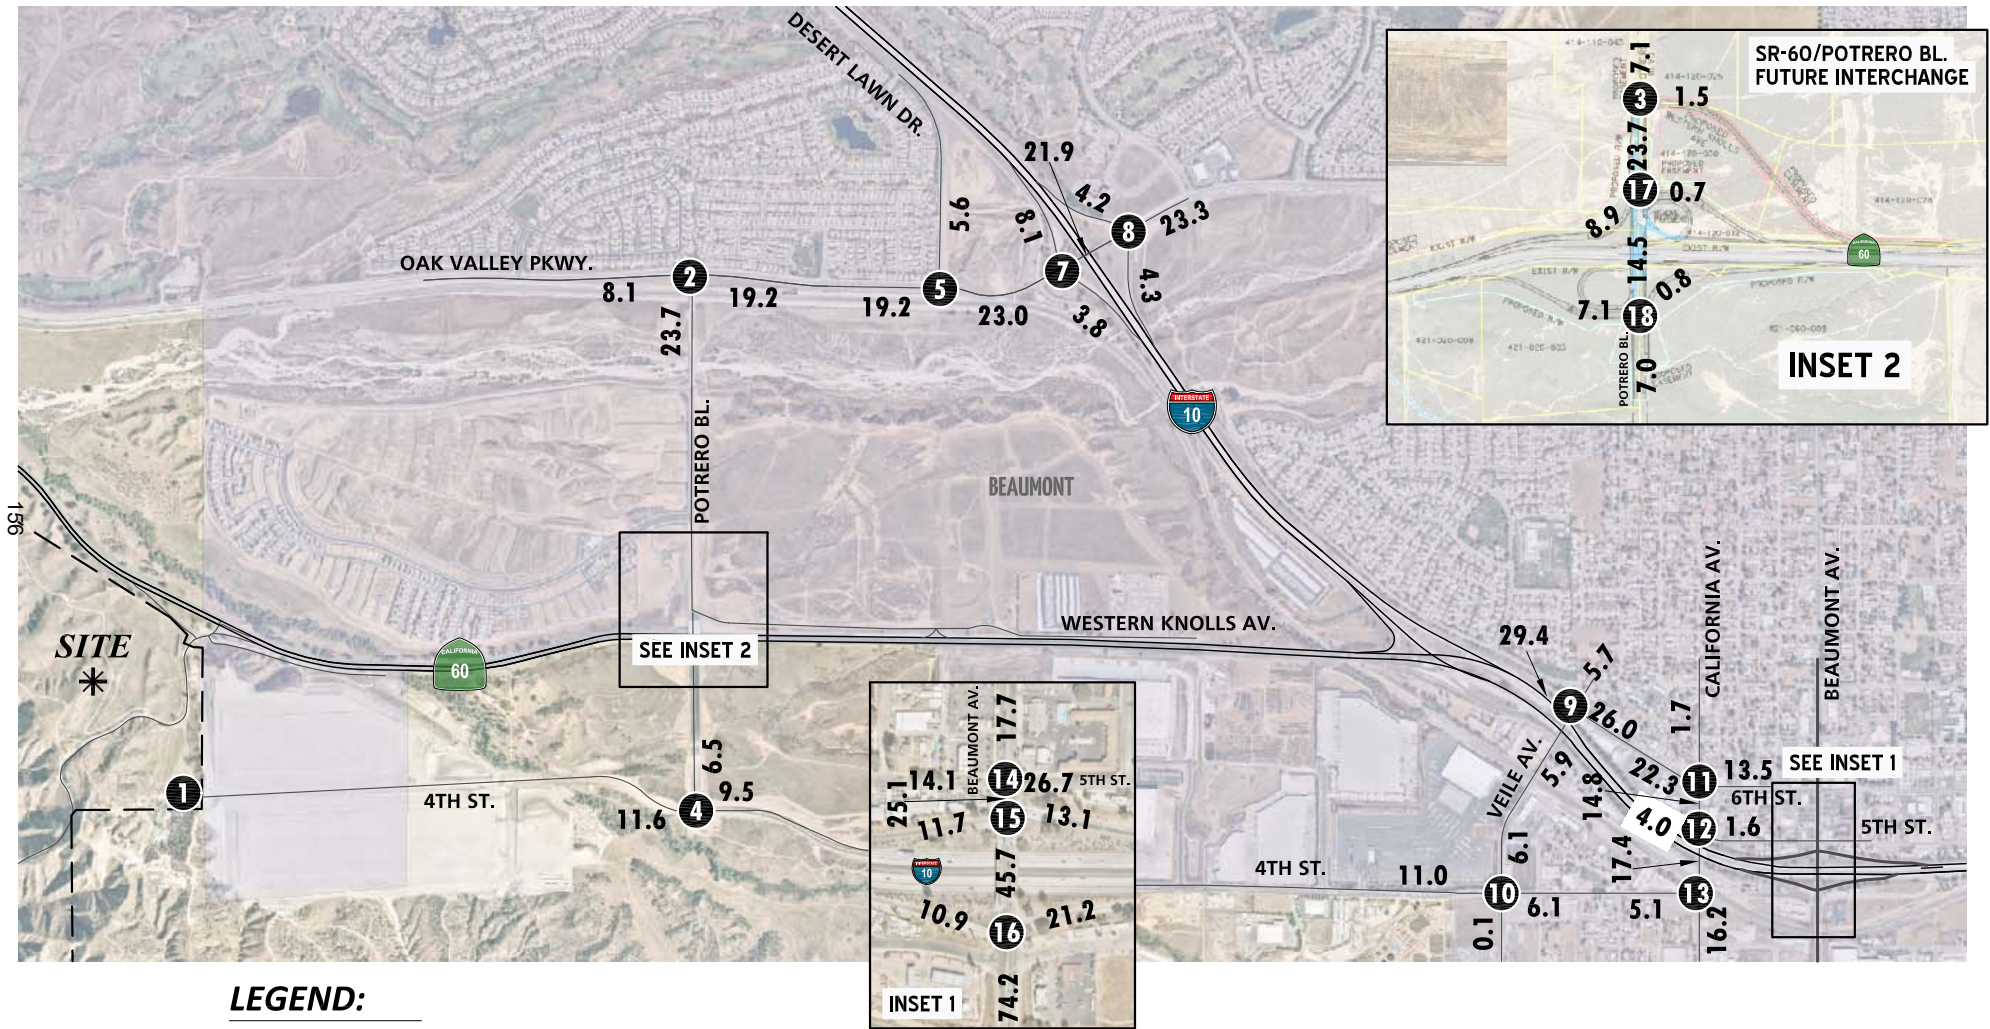 DESERT LAWN DR.
21.9
4.2
8
23.3
8.1
5.6
7
4.3
OAK VALLEY PKWY.
2
5
8.1
19.2
19.2
23.0
3.8
23.7
POTRERO BL.
INTERSTATE
10
BEAUMONT
156
SITE
CALIFORNIA
60
SEE INSET 2
WESTERN KNOLLS AV.
29.4
5.7
9
26.0
CALIFORNIA AV.
BEAUMONT AV.
1.7
SEE INSET 1
VEILE AV.
5.9
14.8
22.3
11
13.5
6TH ST.
4.0
12
1.6
5TH ST.
17.4
6.1
1
4TH ST.
6.5
9.5
4
11.6
4TH ST.
11.0
10
6.1
5.1
13
0.1
16.2
BEAUMONT AV.
17.7
14
14.1
26.7
5TH ST.
25.1
15
11.7
13.1
45.7
10
10.9
21.2
16
74.2
INSET 1
SR-60/POTRERO BL.
FUTURE INTERCHANGE
7.1
3
1.5
23.7
17
0.7
8.9
14.5
CALIFORNIA
60
EXIST R/W
EXIST R/W
EXIST R/W
PROPOSED R/W
PROPOSED R/W
7.1
0.8
18
POTRERO BL.
7.0
INSET 2
LEGEND: